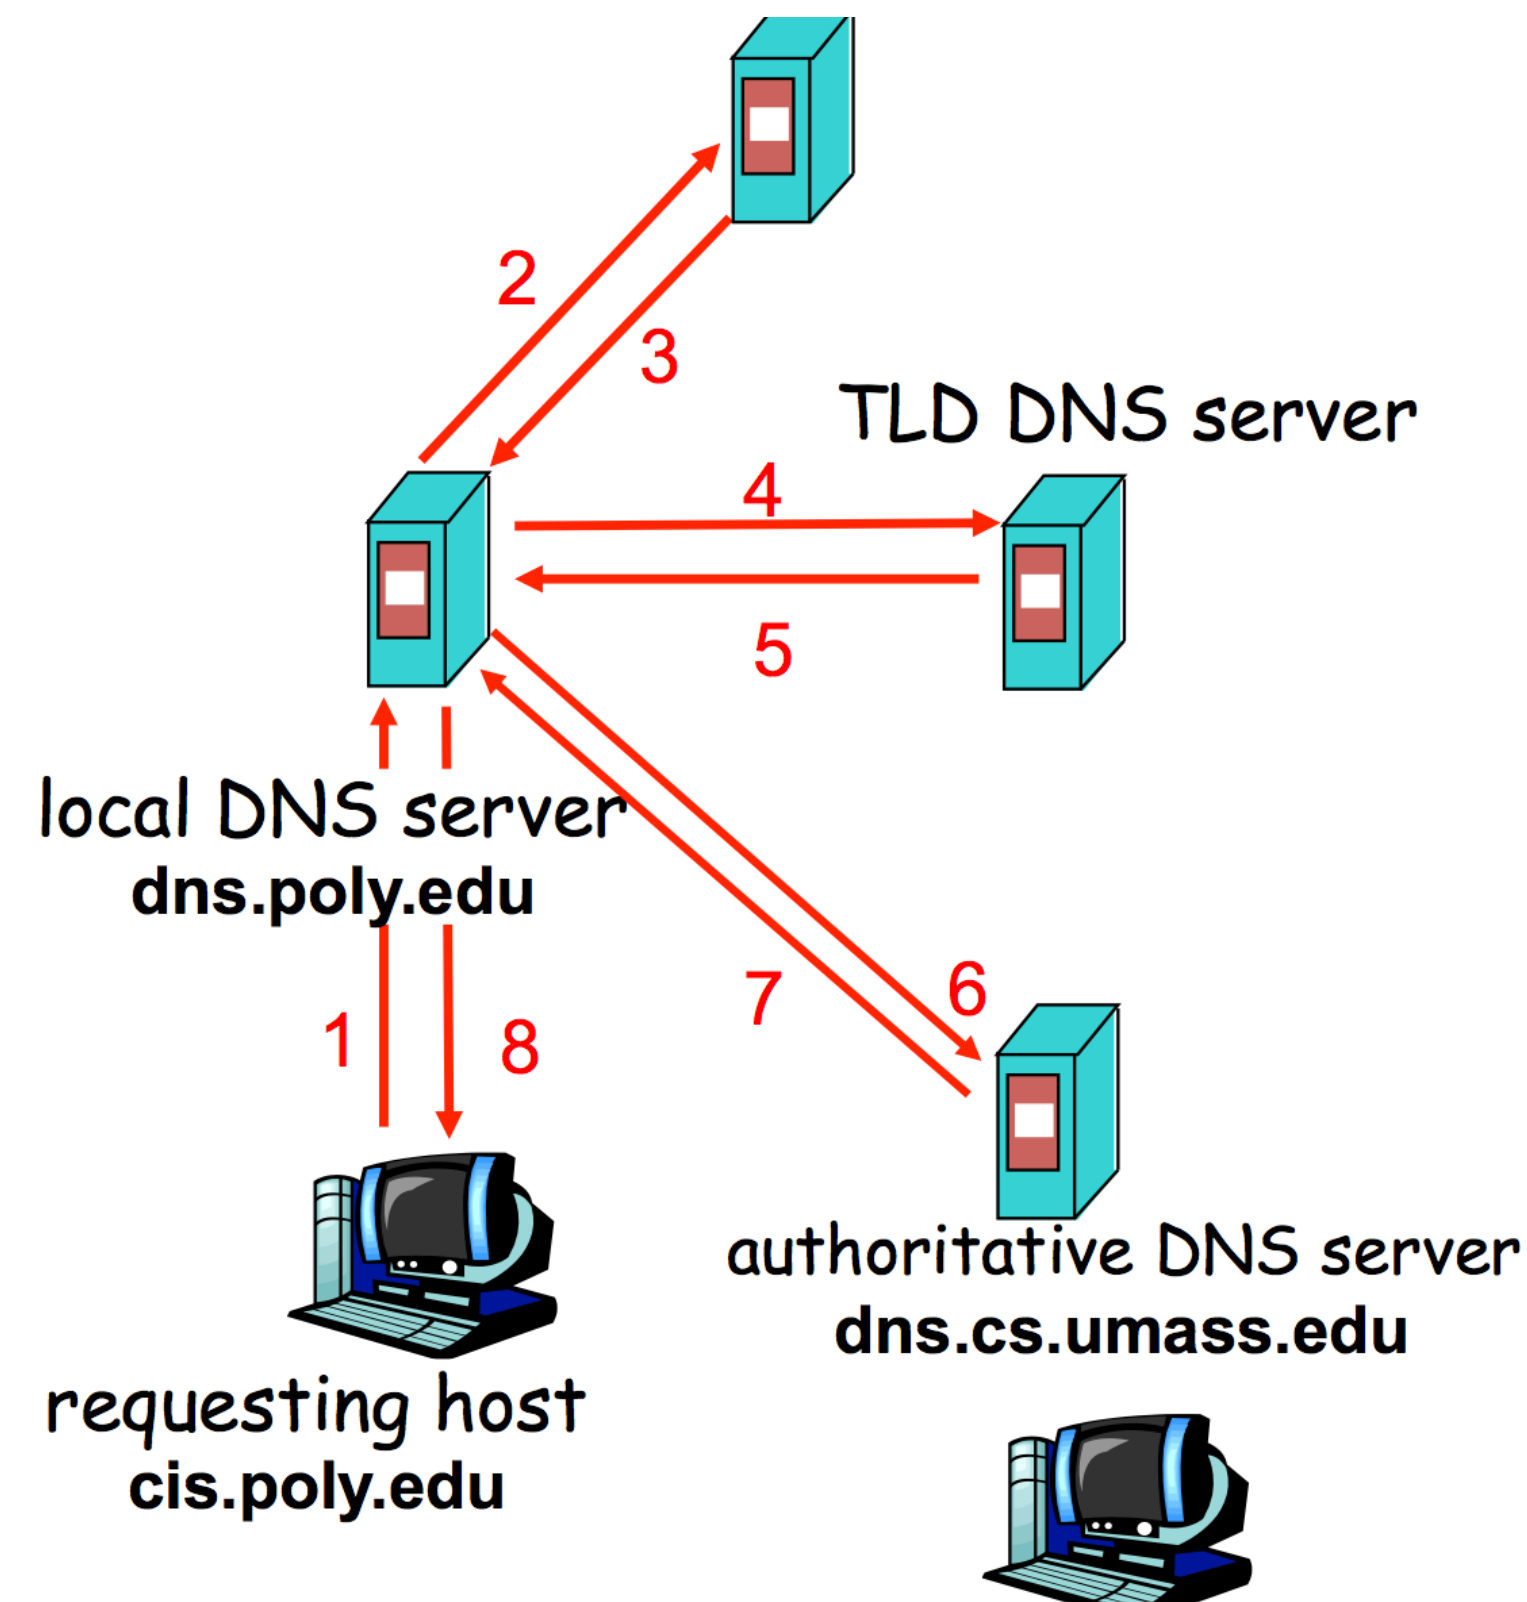 2
3
TLD DNS server
4
5
local DNS server
dns.poly.edu
7
6
1
8
authoritative DNS server
dns.cs.umass.edu
requesting host
cis.poly.edu